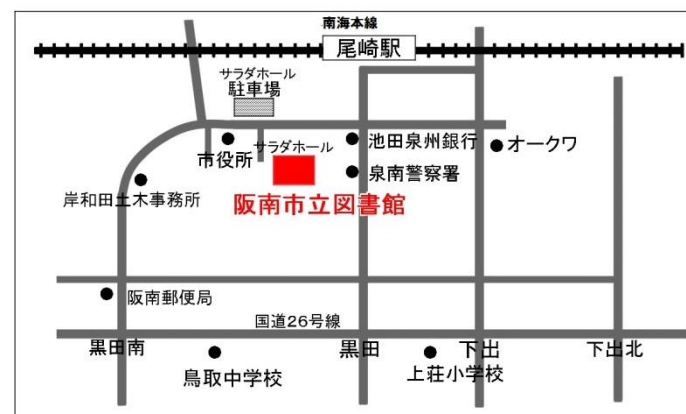 南海本線
尾崎駅
サラダホール
駐車場
サラダホール
市役所
池田泉州銀行
オークワ
泉南警察署
岸和田土木事務所
阪南市立図書館
阪南郵便局
国道26号線
黒田南
黒田
下出
下出北
鳥取中学校
上荘小学校